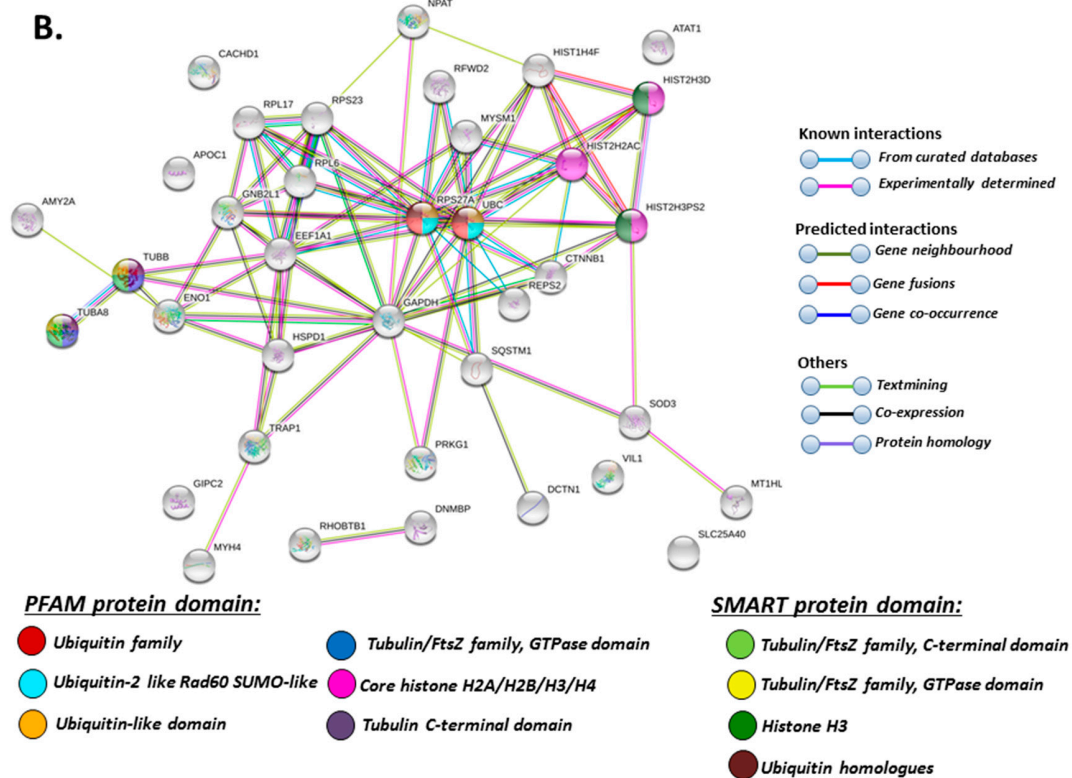 B.
NPAT
ATAT1
CACHD1
HIST1H4F
RFWD2
HIST2H3D
RPL17
RPS23
MYSM1
HIST2H2AC
APOC1
RPL6
GNB2L1
RPS27A
UBC
HIST2H3PS2
AMY2A
EEF1A1
CTNNB1
TUBB
REPS2
ENO1
GAPDH
TUBA8
HSPD1
SQSTM1
SOD3
TRAP1
PRKG1
VIL1
GIPC2
DCTN1
MT1HL
DNMBP
RHOBTB1
MYH4
SLC25A40
Known interactions
From curated databases
Experimentally determined
Predicted interactions
Gene neighbourhood
Gene fusions
Gene co-occurrence
Others
Textmining
Co-expression
Protein homology
PFAM protein domain:
Ubiquitin family
Ubiquitin-2 like Rad60 SUMO-like
Ubiquitin-like domain
Tubulin/FtsZ family, GTPase domain
Core histone H2A/H2B/H3/H4
Tubulin C-terminal domain
SMART protein domain:
Tubulin/FtsZ family, C-terminal domain
Tubulin/FtsZ family, GTPase domain
Histone H3
Ubiquitin homologues